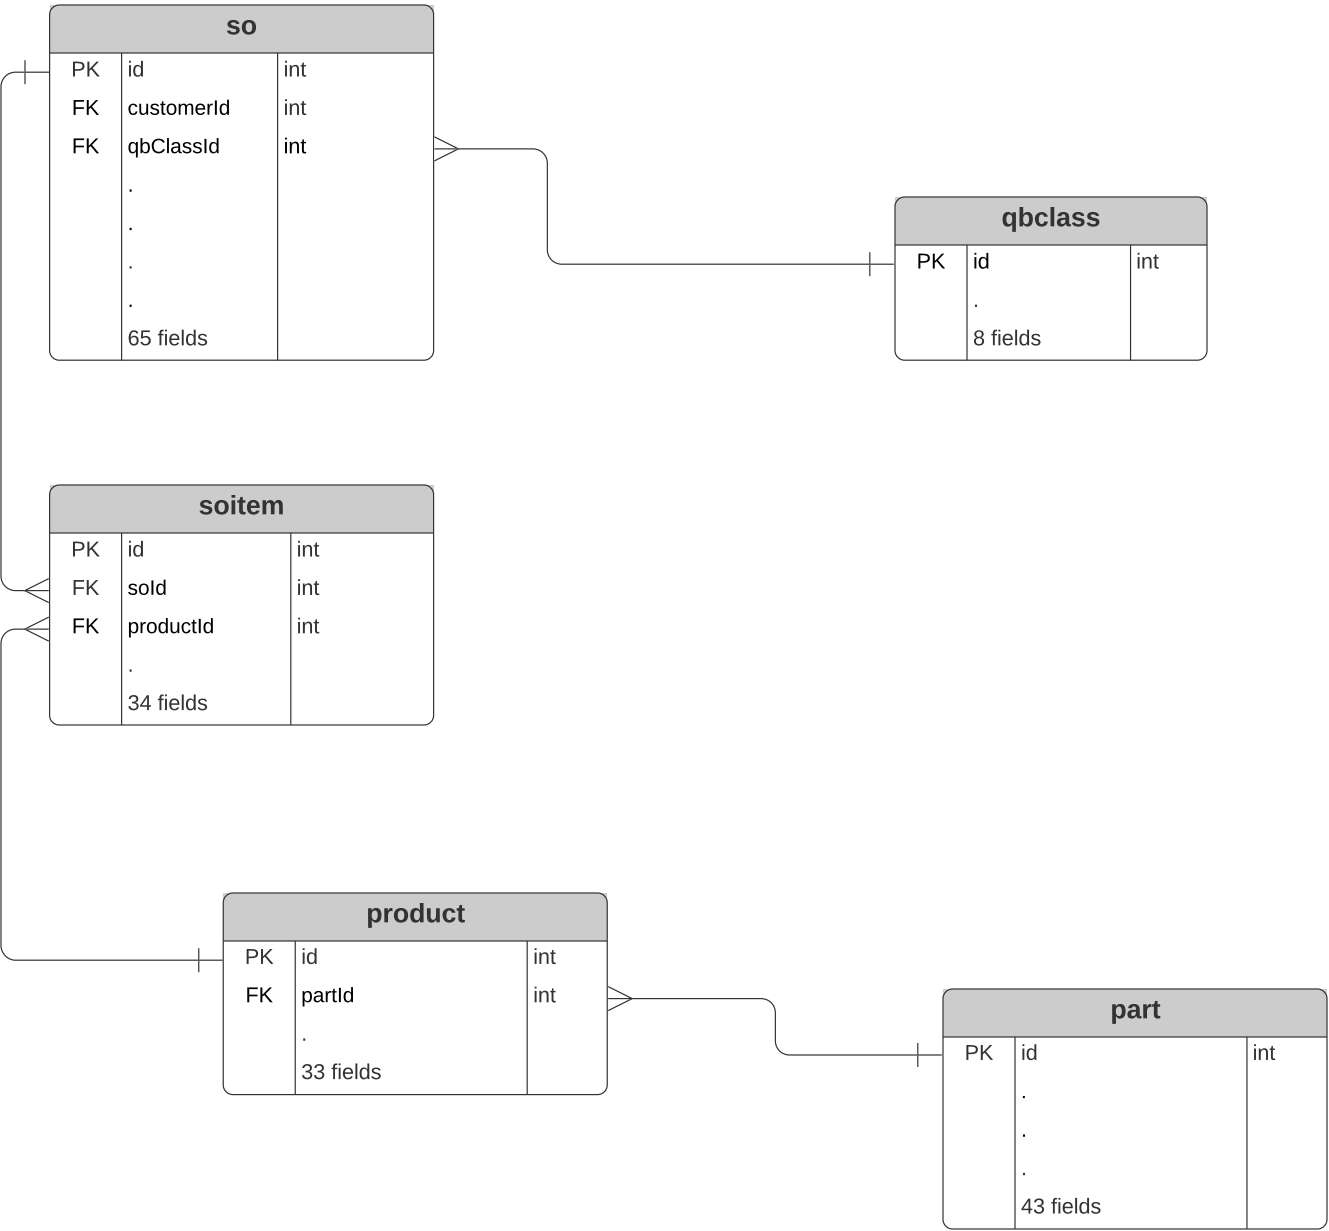 so
PK id int
FK customerId int
FK qbClassId int
.
.
.
.
65 fields
qbclass
PK id int
.
8 fields
soitem
PK id int
FK soId int
FK productId int
.
34 fields
product
PK id int
FK partId int
.
33 fields
part
PK id int
.
.
.
43 fields